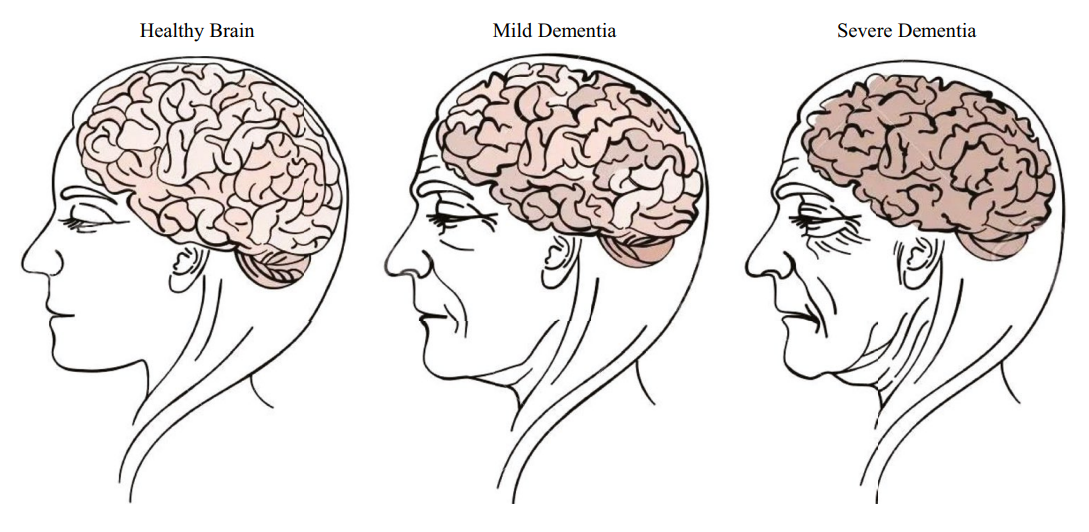 Healthy Brain
Mild Dementia
Severe Dementia